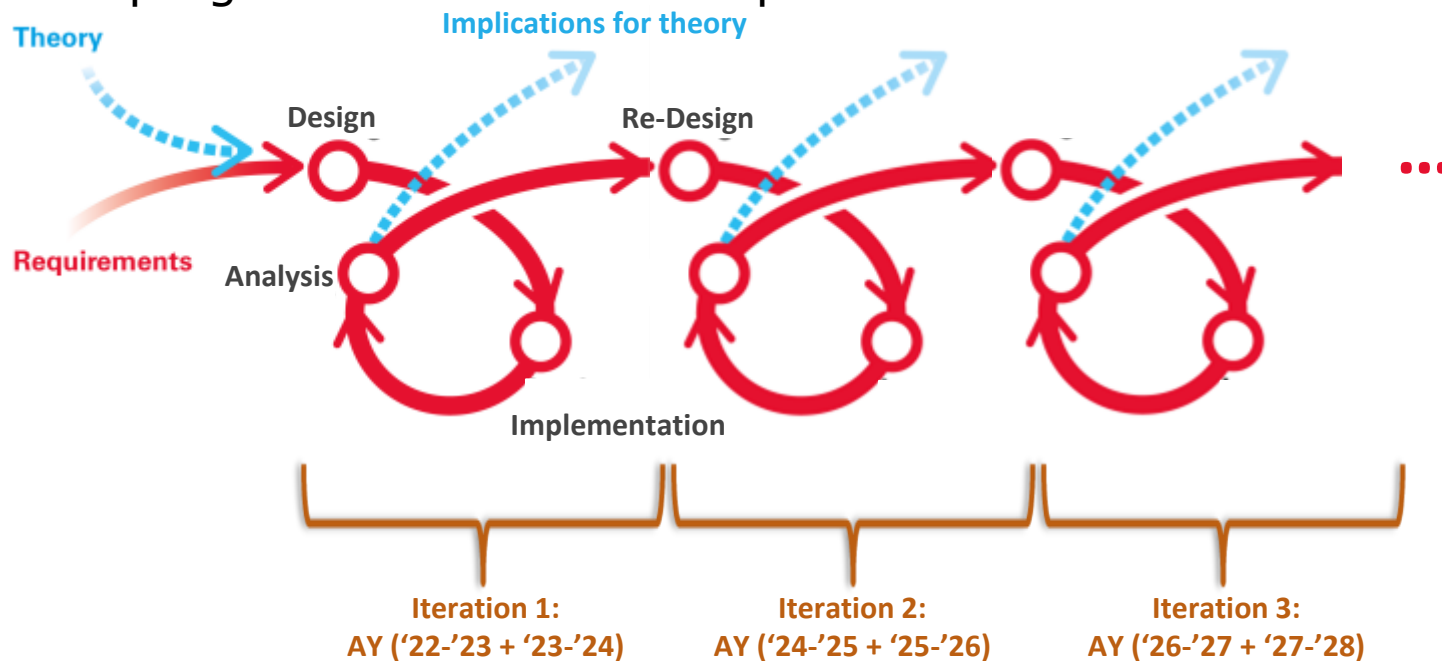 Implications for theory
Theory
Design
Re-Design
Requirements
Analysis
Implementation
...
Iteration 1:
AY (‘22-’23 + ‘23-’24)
Iteration 2:
AY (‘24-’25 + ‘25-’26)
Iteration 3:
AY (‘26-’27 + ‘27-’28)